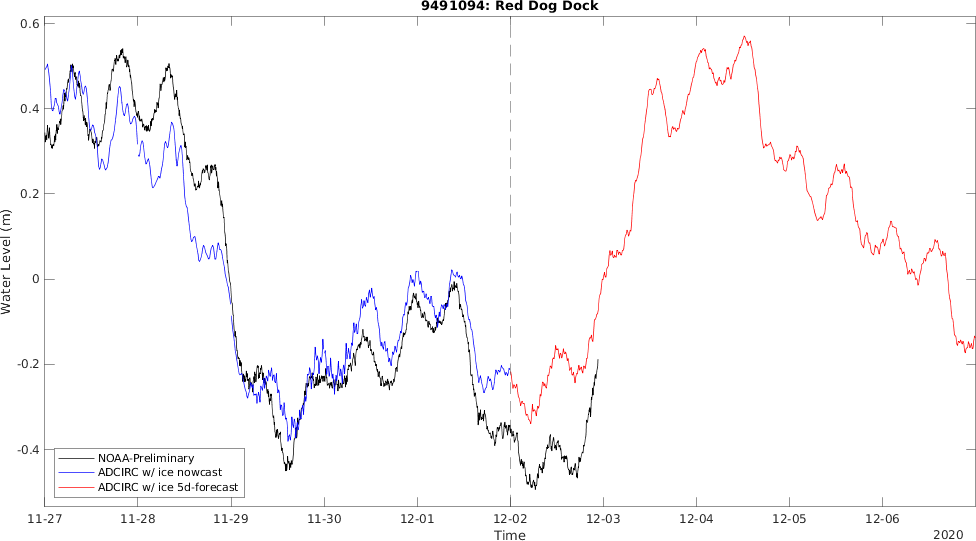 9491094: Red Dog Dock
Water Level (m)
0.6
0.4
0.2
0
-0.2
-0.4
NOAA-Preliminary
ADCIRC w/ ice nowcast
ADCIRC w/ ice 5d-forecast
11-27 11-28 11-29 11-30 12-01 12-02 12-03 12-04 12-05 12-06
Time
2020